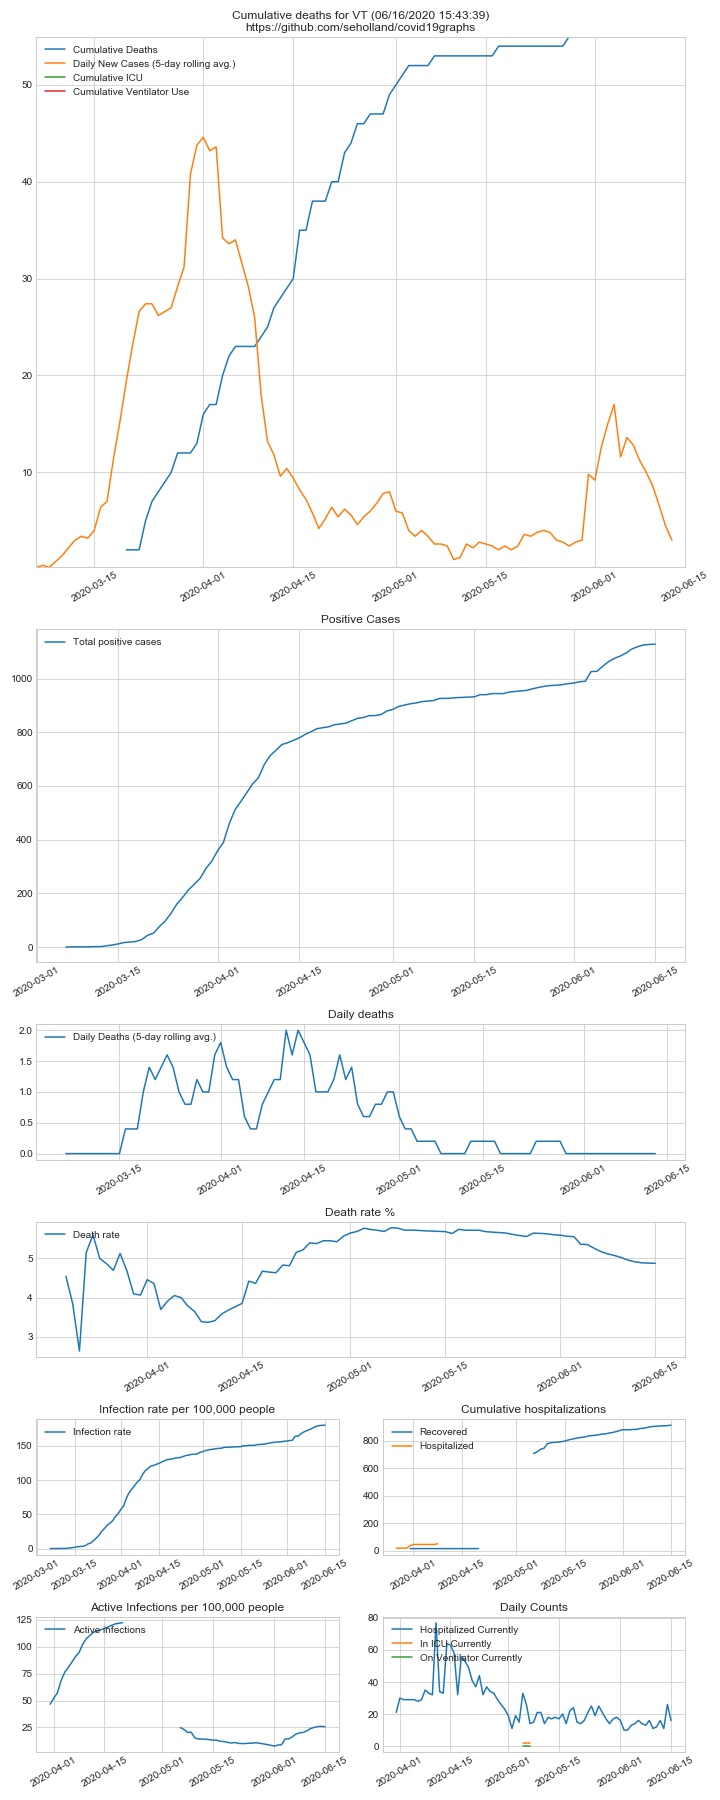 Cumulative deaths for VT (06/16/2020 15:43:39)
https://github.com/seholland/covid19graphs
Cumulative Deaths
Daily New Cases (5-day rolling avg.)
Cumulative ICU
Cumulative Ventilator Use
50
40
30
20
10
2020-03-15 2020-04-01 2020-04-15 2020-05-01 2020-05-15 2020-06-01 2020-06-15
Positive Cases
Total positive cases
1000
800
600
400
200
0
2020-03-01 2020-03-15 2020-04-01 2020-04-15 2020-05-01 2020-05-15 2020-06-01 2020-06-15
Daily deaths
Daily Deaths (5-day rolling avg.)
2.0
1.5
1.0
0.5
0.0
2020-03-15 2020-04-01 2020-04-15 2020-05-01 2020-05-15 2020-06-01 2020-06-15
Death rate %
Death rate
5
4
3
2020-04-01 2020-04-15 2020-05-01 2020-05-15 2020-06-01 2020-06-15
Infection rate per 100,000 people
Infection rate
150
100
50
0
2020-03-01 2020-03-15 2020-04-01 2020-04-15 2020-05-01 2020-05-15 2020-06-01 2020-06-15
Cumulative hospitalizations
Recovered
Hospitalized
800
600
400
200
0
2020-04-01 2020-04-15 2020-05-01 2020-05-15 2020-06-01 2020-06-15
Active Infections per 100,000 people
Active infections
125
100
75
50
25
2020-04-01 2020-04-15 2020-05-01 2020-05-15 2020-06-01 2020-06-15
Daily Counts
Hospitalized Currently
In ICU Currently
On Ventilator Currently
80
60
40
20
0
2020-04-01 2020-04-15 2020-05-01 2020-05-15 2020-06-01 2020-06-15